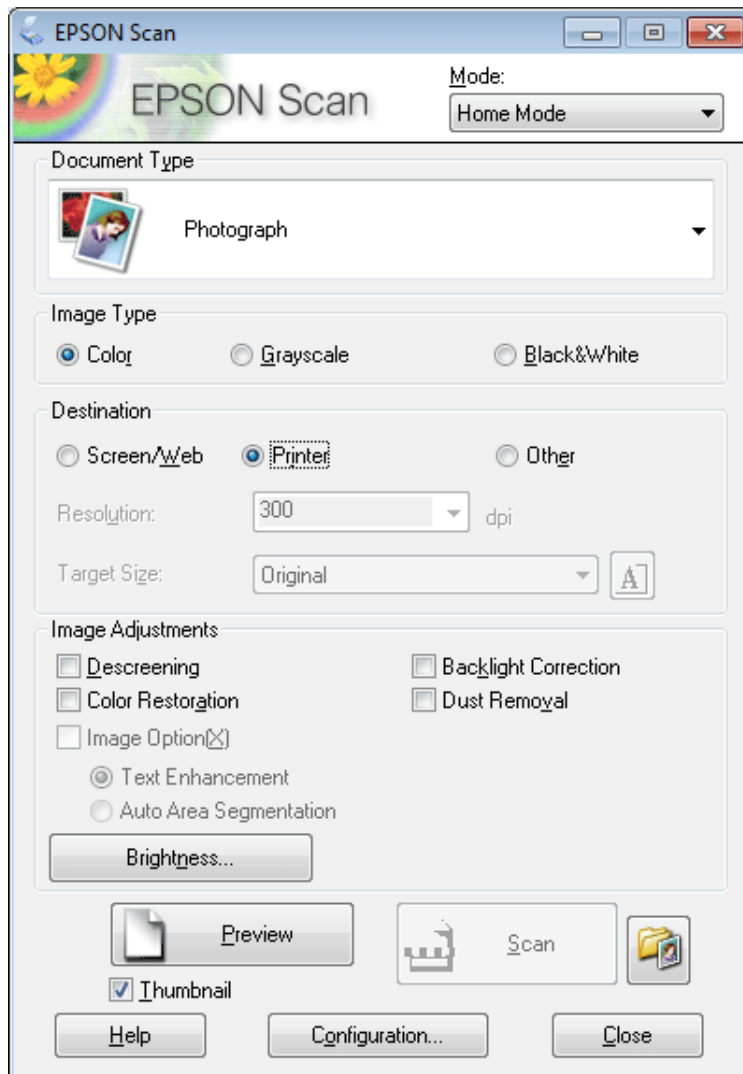 EPSON Scan
EPSON Scan
Mode:
Home Mode
Document Type
Photograph
Image Type
Color
Grayscale
Black&White
Destination
Screen/Web
Printer
Other
Resolution:
300
dpi
Target Size:
Original
A
Image Adjustments
Descreening
Backlight Correction
Color Restoration
Dust Removal
Image Option(X)
Text Enhancement
Auto Area Segmentation
Brightness...
Preview
Scan
Thumbnail
Help
Configuration...
Close